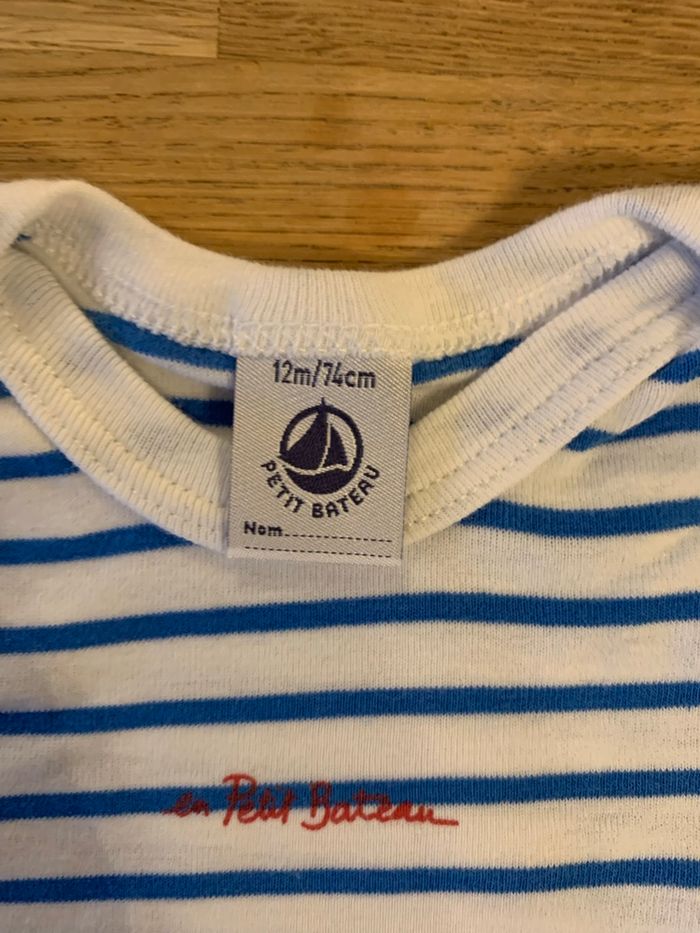 12m/74cm
PETIT BATEAU
Nom
en Petit Bateau